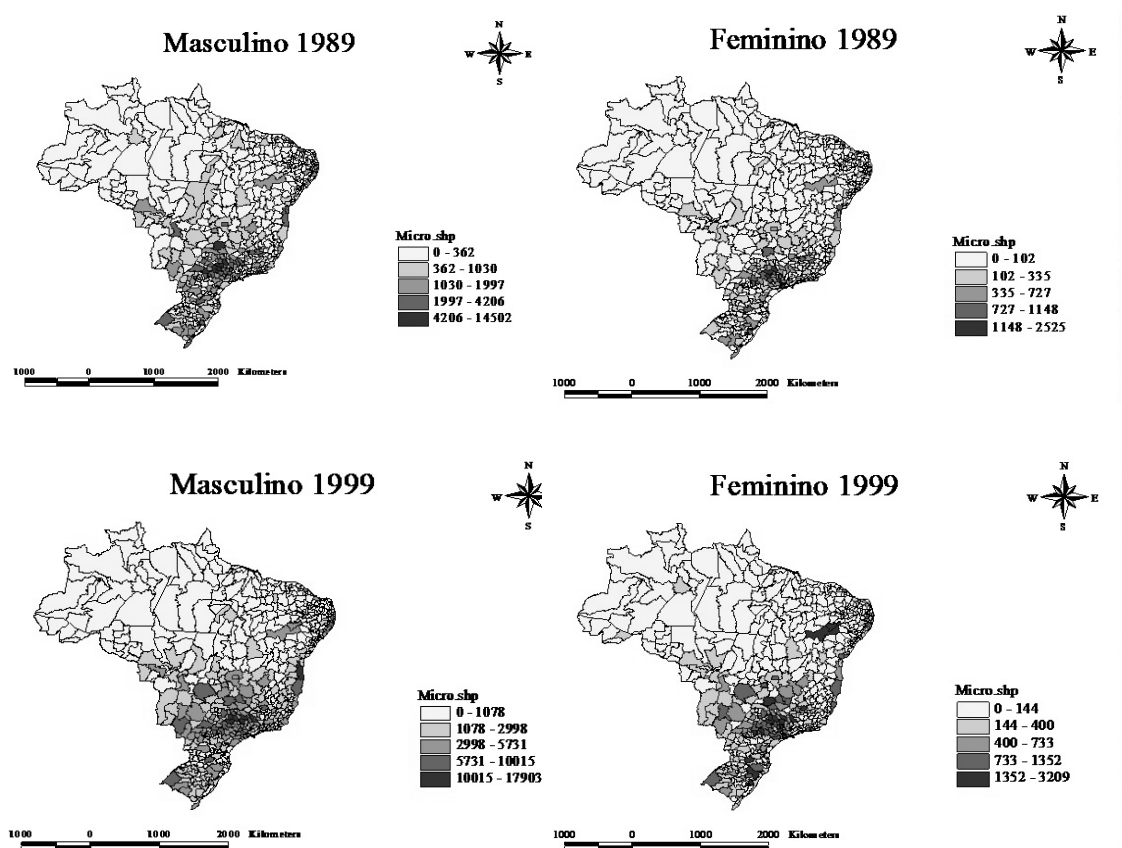 Masculino 1989
N
W E
S
Micro.shp
0 - 362
362 - 1030
1030 - 1997
1997 - 4206
4206 - 14502
1000 0 1000 2000 Kilometers
Feminino 1989
N
W E
S
Micro.shp
0 - 102
102 - 335
335 - 727
727 - 1148
1148 - 2525
1000 0 1000 2000 Kilometers
Masculino 1999
N
W
S
Micro.shp
0 - 1078
1078 - 2998
2998 - 5731
5731 - 10015
10015 - 17903
1000 0 1000 2000 Kilometers
Feminino 1999
N
W E
S
Micro.shp
0 - 144
144 - 400
400 - 733
733 - 1352
1352 - 3209
1000 0 1000 2000 Kilometers